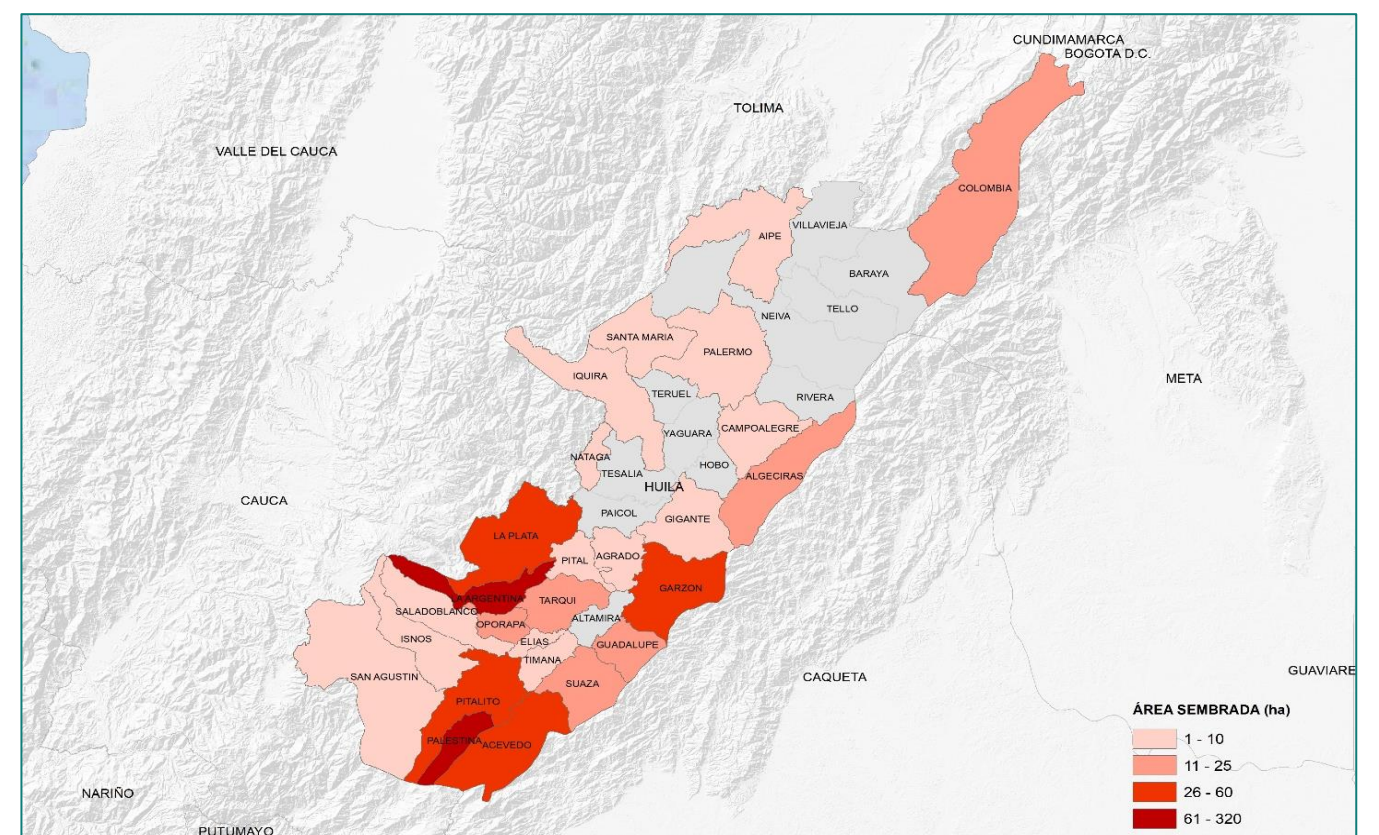 CUNDIMAMARCA
BOGOTA D.C.
TOLIMA
VALLE DEL CAUCA
COLOMBIA
VILLAVIEJA
AIPE
BARAYA
TELLO
NEIVA
SANTA MARIA
PALERMO
IQUIRA
META
TERUEL
RIVERA
CAMPOALEGRE
YAGUARA
NATAGA
HOBO
TESALIA
ALGECIRAS
HUILA
CAUCA
PAICOL
GIGANTE
LA PLATA
AGRADO
PITAL
GARZON
LA ARGENTINA
TARQUI
SALADOBLANCO
ALTAMIRA
OPORAPA
ISNOS
ELIAS
GUADALUPE
TIMANA
GUAVIARE
SAN AGUSTIN
CAQUETA
SUAZA
PITALITO
PALESTINA
ACEVEDO
NARIÑO
PUTUMAYO
ÁREA SEMBRADA (ha)
1 - 10
11 - 25
26 - 60
61 - 320